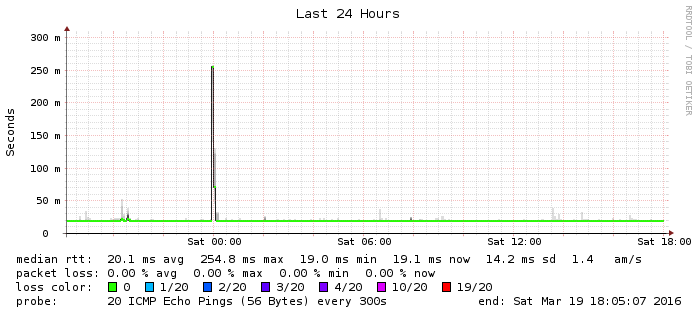 Last 24 Hours
RRDTOOL / TOBI OETIKER
Seconds
300 m
250 m
200 m
150 m
100 m
50 m
0
Sat 00:00 Sat 06:00 Sat 12:00 Sat 18:00
median rtt: 20.1 ms avg 254.8 ms max 19.0 ms min 19.1 ms now 14.2 ms sd 1.4 am/s
packet loss: 0.00 % avg 0.00 % max 0.00 % min 0.00 % now
loss color: 0 1/20 2/20 3/20 4/20 10/20 19/20
probe: 20 ICMP Echo Pings (56 Bytes) every 300s end: Sat Mar 19 18:05:07 2016